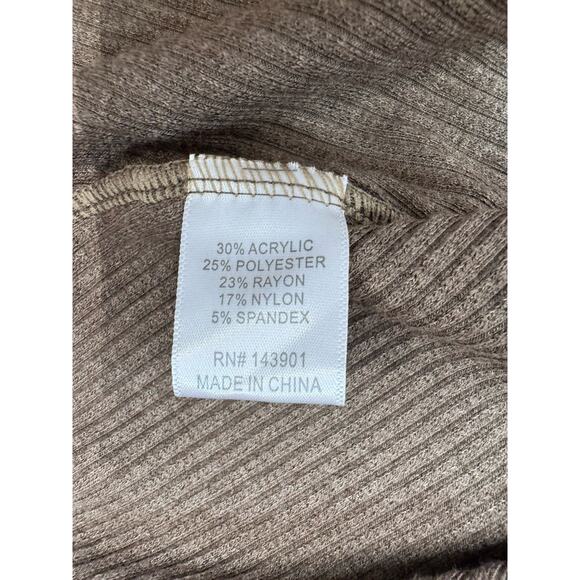 30% ACRYLIC
25% POLYESTER
23% RAYON
17% NYLON
5% SPANDEX
RN# 143901
MADE IN CHINA